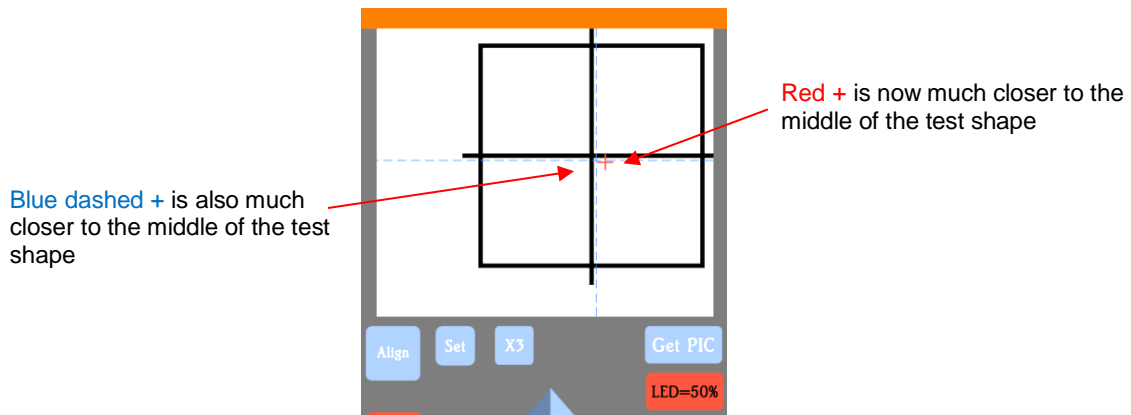 Red + is now much closer to the
middle of the test shape
Blue dashed + is also much
closer to the middle of the test
shape
Align
Set
X3
Get PIC
LED=50%